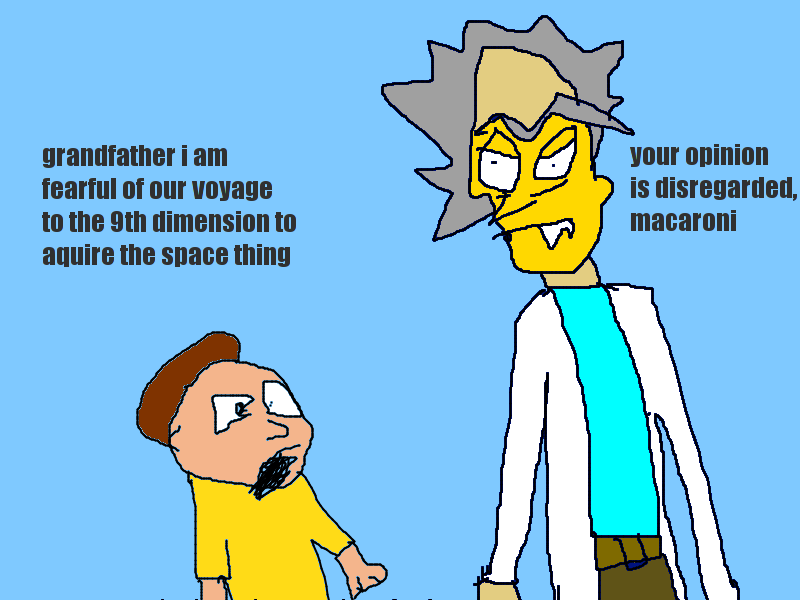 grandfather i am
fearful of our voyage
to the 9th dimension to
aquire the space thing
your opinion
is disregarded,
macaroni